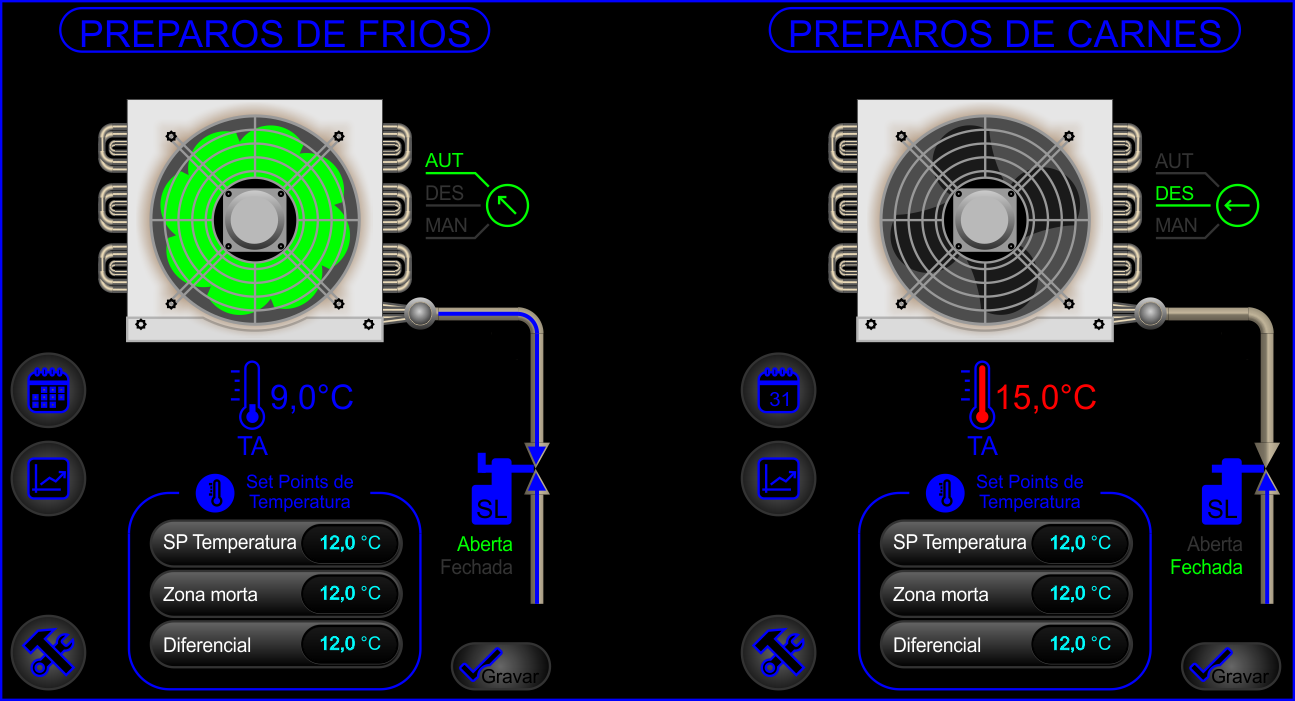 PREPAROS DE FRIOS
AUT
DES
MAN
9,0°C
TA
Set Points de
Temperatura
SP Temperatura 12,0 °C
Zona morta 12,0 °C
Diferencial 12,0 °C
SL
Aberta
Fechada
Gravar
PREPAROS DE CARNES
AUT
DES
MAN
31
15,0°C
TA
Set Points de
Temperatura
SP Temperatura 12,0 °C
Zona morta 12,0 °C
Diferencial 12,0 °C
SL
Aberta
Fechada
Gravar